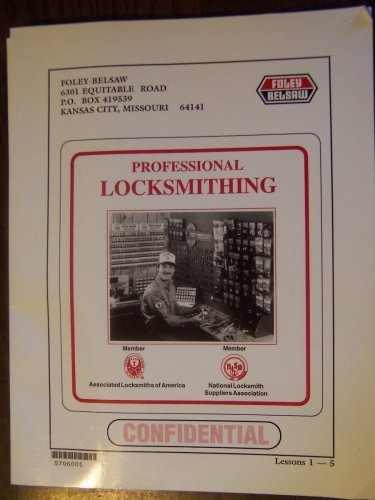 FOLEY-BELSAW
6301 EQUITABLE ROAD
P.O. BOX 419539
KANSAS CITY, MISSOURI 64141
FOLEY
BELSAW
PROFESSIONAL
LOCKSMITHING
Member
Associated Locksmiths of America
Member
National Locksmith
Suppliers Association
CONFIDENTIAL
5706001
Lessons 1 — 5